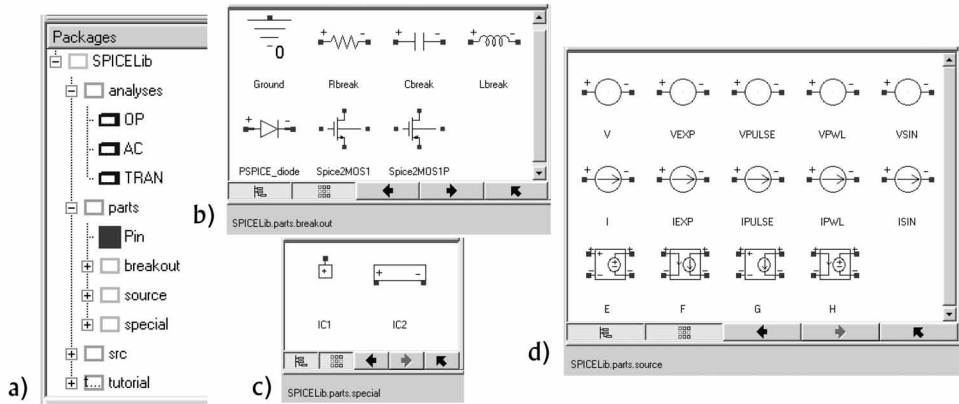 a)
Packages
SPICELib
analyses
OP
AC
TRAN
parts
Pin
breakout
source
special
src
t... tutorial
b)
0
+ - + - + -
Ground Rbreak Cbreak Lbreak
+ - + - + -
PSPICE_diode Spice2MOS1 Spice2MOS1P
SPICELib.parts.breakout
c)
+ + -
IC1 IC2
SPICELib.parts.special
d)
+ - + - + - + - + -
V VEXP VPULSE VPWL VSIN
+ - + - + - + - + -
I IEXP IPULSE IPWL ISIN
E F G H
SPICELib.parts.source